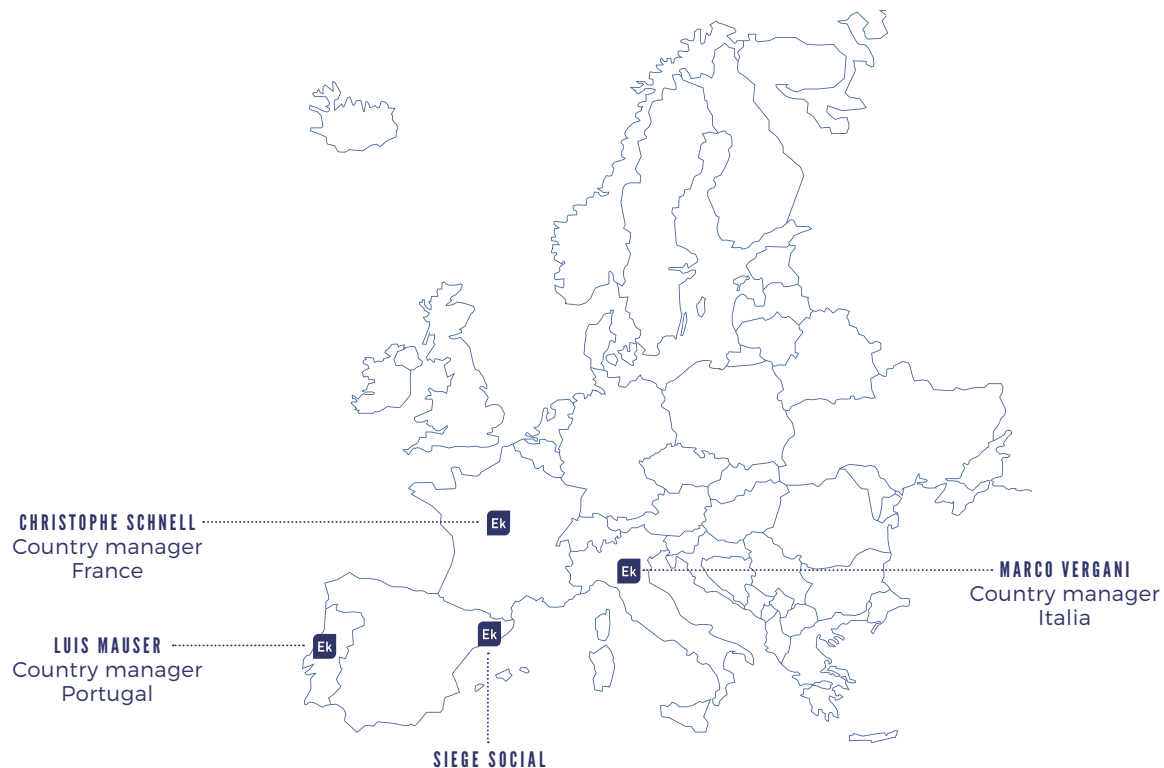 CHRISTOPHE SCHNELL
Country manager
France
Ek
Ek
MARCO VERGANI
Country manager
Italia
LUIS MAUSER
Country manager
Portugal
Ek
Ek
SIEGE SOCIAL